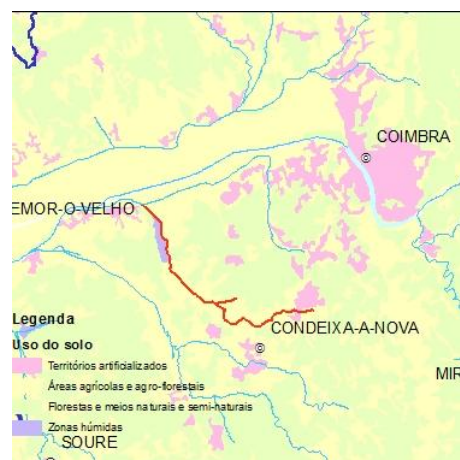 COIMBRA
EMOR-O-VELHO
CONDEIXA-A-NOVA
MIR
Legenda
Uso do solo
Territórios artificializados
Áreas agrícolas e agro-florestais
Florestas e meios naturais e semi-naturais
Zonas húmidas
SOURE